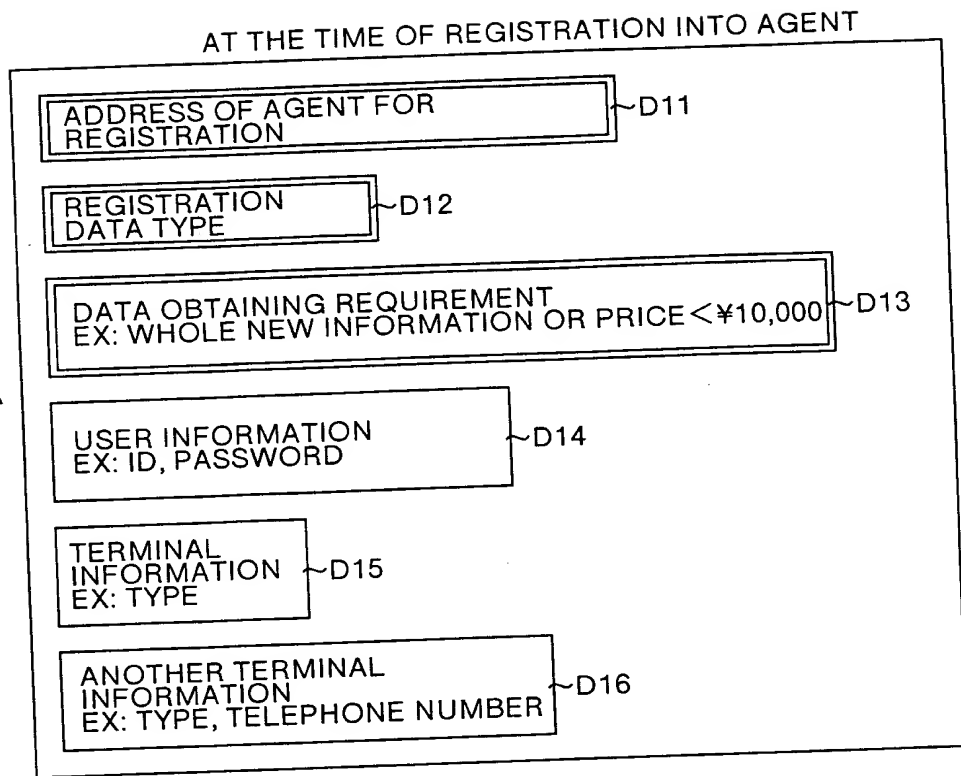 AT THE TIME OF REGISTRATION INTO AGENT
ADDRESS OF AGENT FOR
REGISTRATION
D11
REGISTRATION
DATA TYPE
D12
DATA OBTAINING REQUIREMENT
EX: WHOLE NEW INFORMATION OR PRICE<¥10,000
D13
USER INFORMATION
EX: ID, PASSWORD
D14
TERMINAL
INFORMATION
EX: TYPE
D15
ANOTHER TERMINAL
INFORMATION
EX: TYPE, TELEPHONE NUMBER
D16